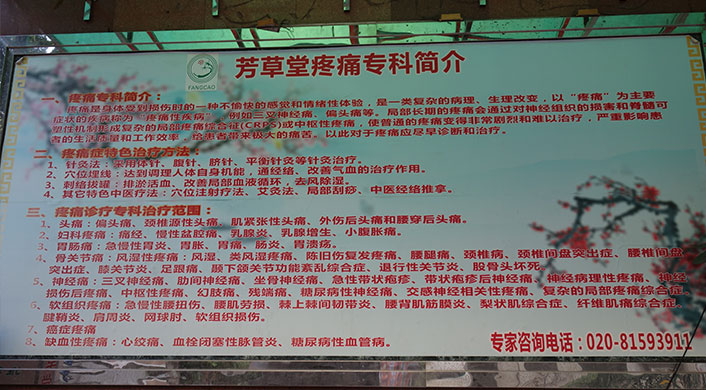 芳草堂疼痛专科简介
FANGCAO
一、疼痛专科简介：
疼痛是身体受到损伤时的一种不愉快的感觉和情绪性体验，是一类复杂的病理、生理改变，以“疼痛”为主要
症状的疾病称为“疼痛性疾病”，例如三叉神经痛、偏头痛等。局部长期的疼痛会通过对神经组织的损害和脊髓可
塑性机制形成复杂的局部疼痛综合征(CRPS)或中枢性疼痛，使普通的疼痛变得非常剧烈和难以治疗，严重影响患
者的生活质量和工作效率，给患者带来极大的痛苦。以此对于疼痛应尽早诊断和治疗。
二、疼痛症特色治疗方法：
1、针灸法：采用体针、腹针、脐针、平衡针灸等针灸治疗。
2、穴位埋线：达到调理人体自身机能，通经络、改善气血的治疗作用。
3、刺络拔罐：排淤活血、改善局部血液循环，去风除湿。
4、其它特色中医疗法：穴位注射疗法、艾灸法、局部刮痧、中医经络推拿。
三、疼痛诊疗专科治疗范围：
1、头痛：偏头痛、颈椎源性头痛、肌紧张性头痛、外伤后头痛和腰穿后头痛。
2、妇科疼痛：痛经、慢性盆腔痛、乳腺炎、乳腺增生、小腹胀痛。
3、胃肠痛：急慢性胃炎、胃胀、胃痛、肠炎、胃溃疡。
4、骨关节痛：风湿性疼痛：风湿、类风湿疼痛、陈旧伤复发疼痛、腰腿痛、颈椎病、颈椎间盘突出症、腰椎间盘
突出症、膝关节炎、足跟痛、颞下颌关节功能紊乱综合症、退行性关节炎、股骨头坏死。
5、神经痛：三叉神经痛、肋间神经痛、坐骨神经痛、急性带状疱疹、带状疱疹后神经痛、神经病理性疼痛、神经
损伤后疼痛、中枢性疼痛、幻肢痛、残端痛、糖尿病性神经痛、交感神经相关性疼痛、复杂的局部疼痛综合症
6、软组织疼痛：急慢性腰扭伤、腰肌劳损、棘上棘间韧带炎、腰背肌筋膜炎、梨状肌综合症、纤维肌痛综合症、
腱鞘炎、肩周炎、网球肘、软组织损伤。
7、癌症疼痛
8、缺血性疼痛：心绞痛、血栓闭塞性脉管炎、糖尿病性血管病。
专家咨询电话：020-81593911